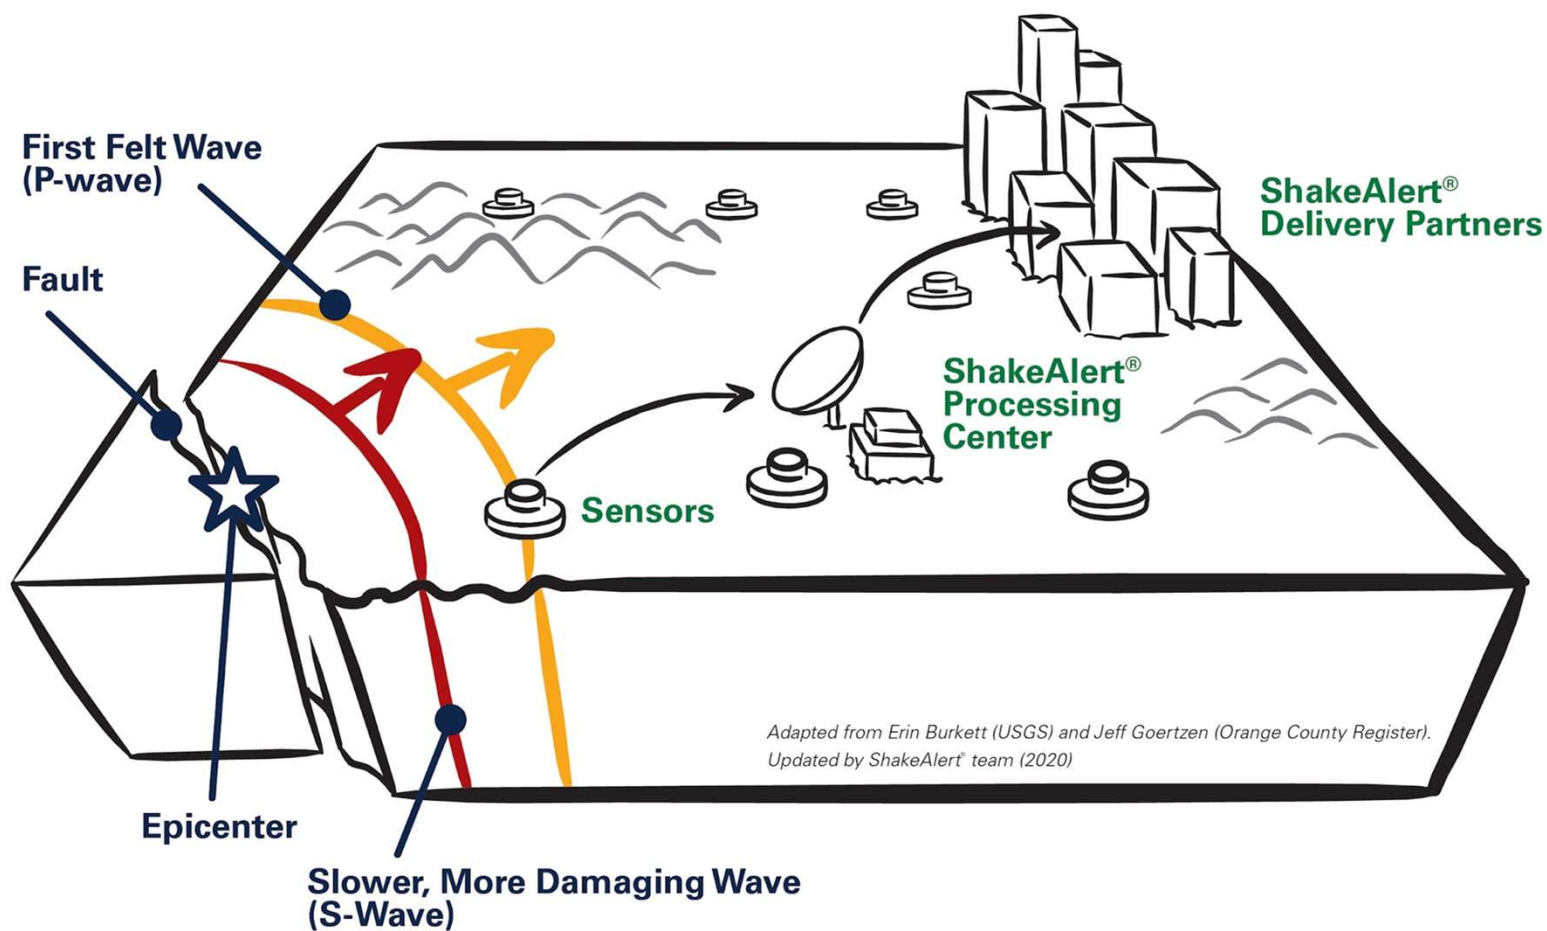 First Felt Wave
(P-wave)
Fault
ShakeAlert®
Delivery Partners
ShakeAlert®
Processing
Center
Sensors
Adapted from Erin Burkett (USGS) and Jeff Goertzen (Orange County Register).
Updated by ShakeAlert® team (2020)
Epicenter
Slower, More Damaging Wave
(S-Wave)